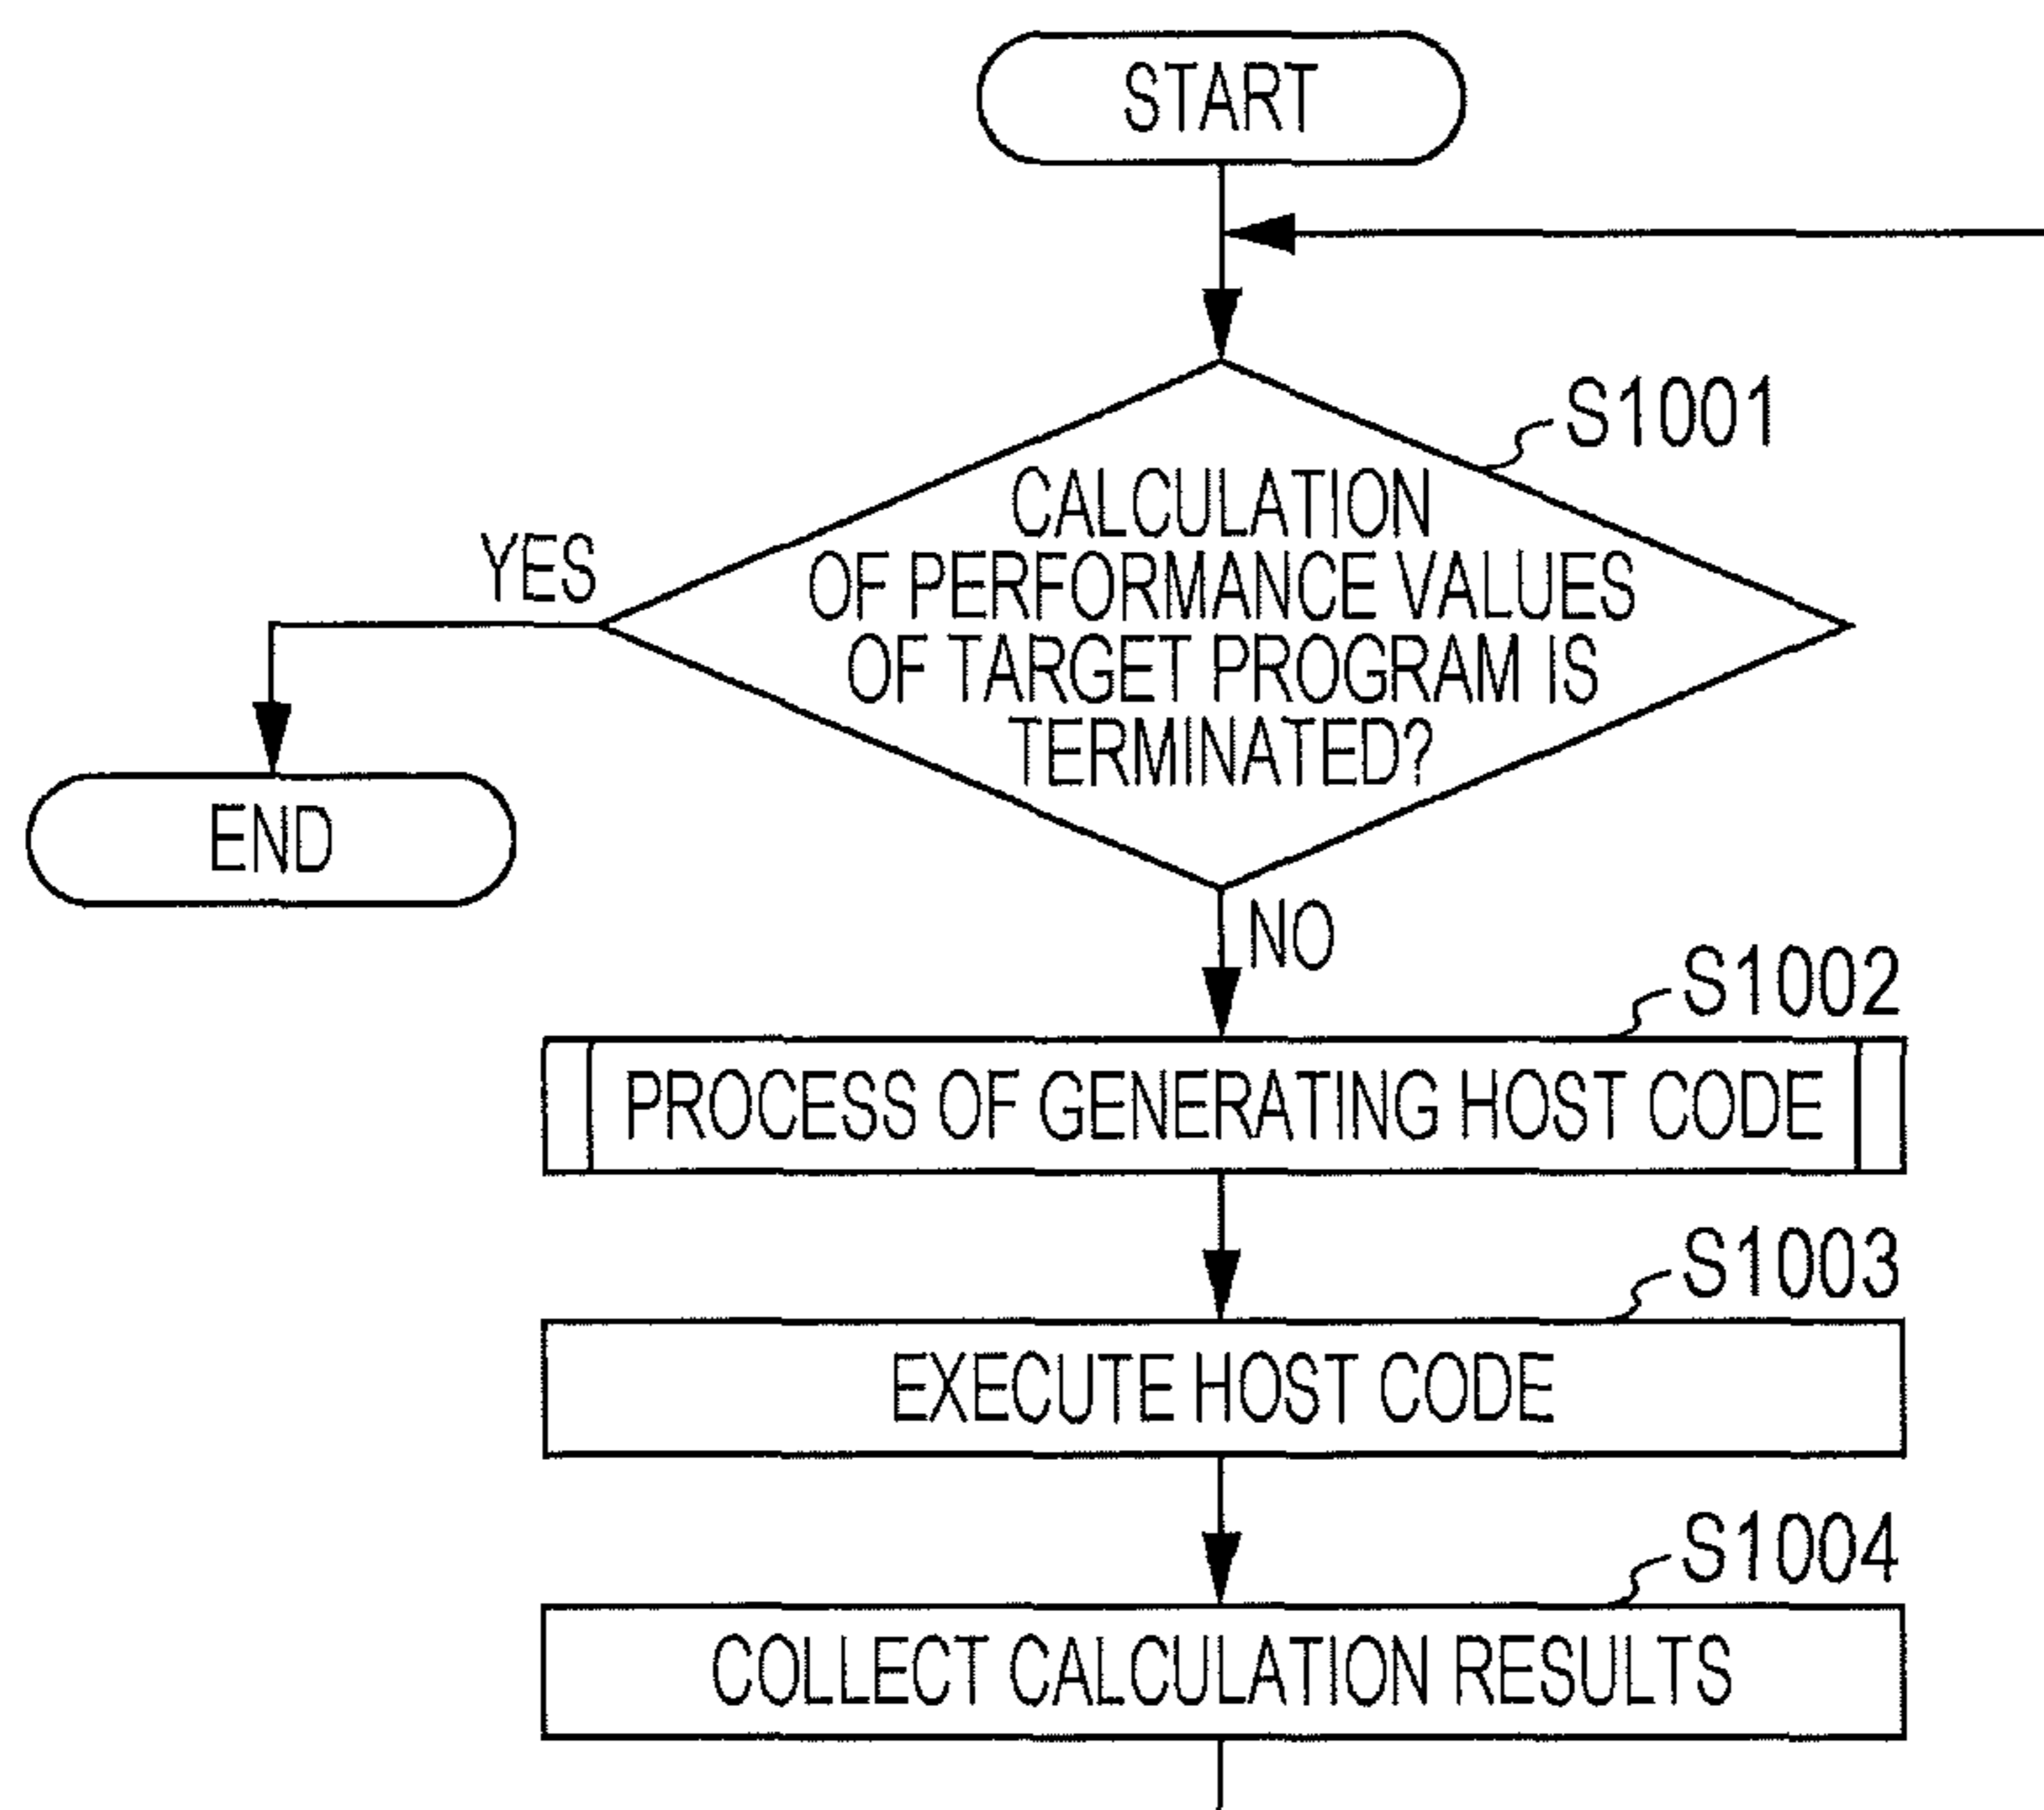 START
S1001
CALCULATION
OF PERFORMANCE VALUES
OF TARGET PROGRAM IS
TERMINATED?
YES
END
NO
S1002
PROCESS OF GENERATING HOST CODE
S1003
EXECUTE HOST CODE
S1004
COLLECT CALCULATION RESULTS